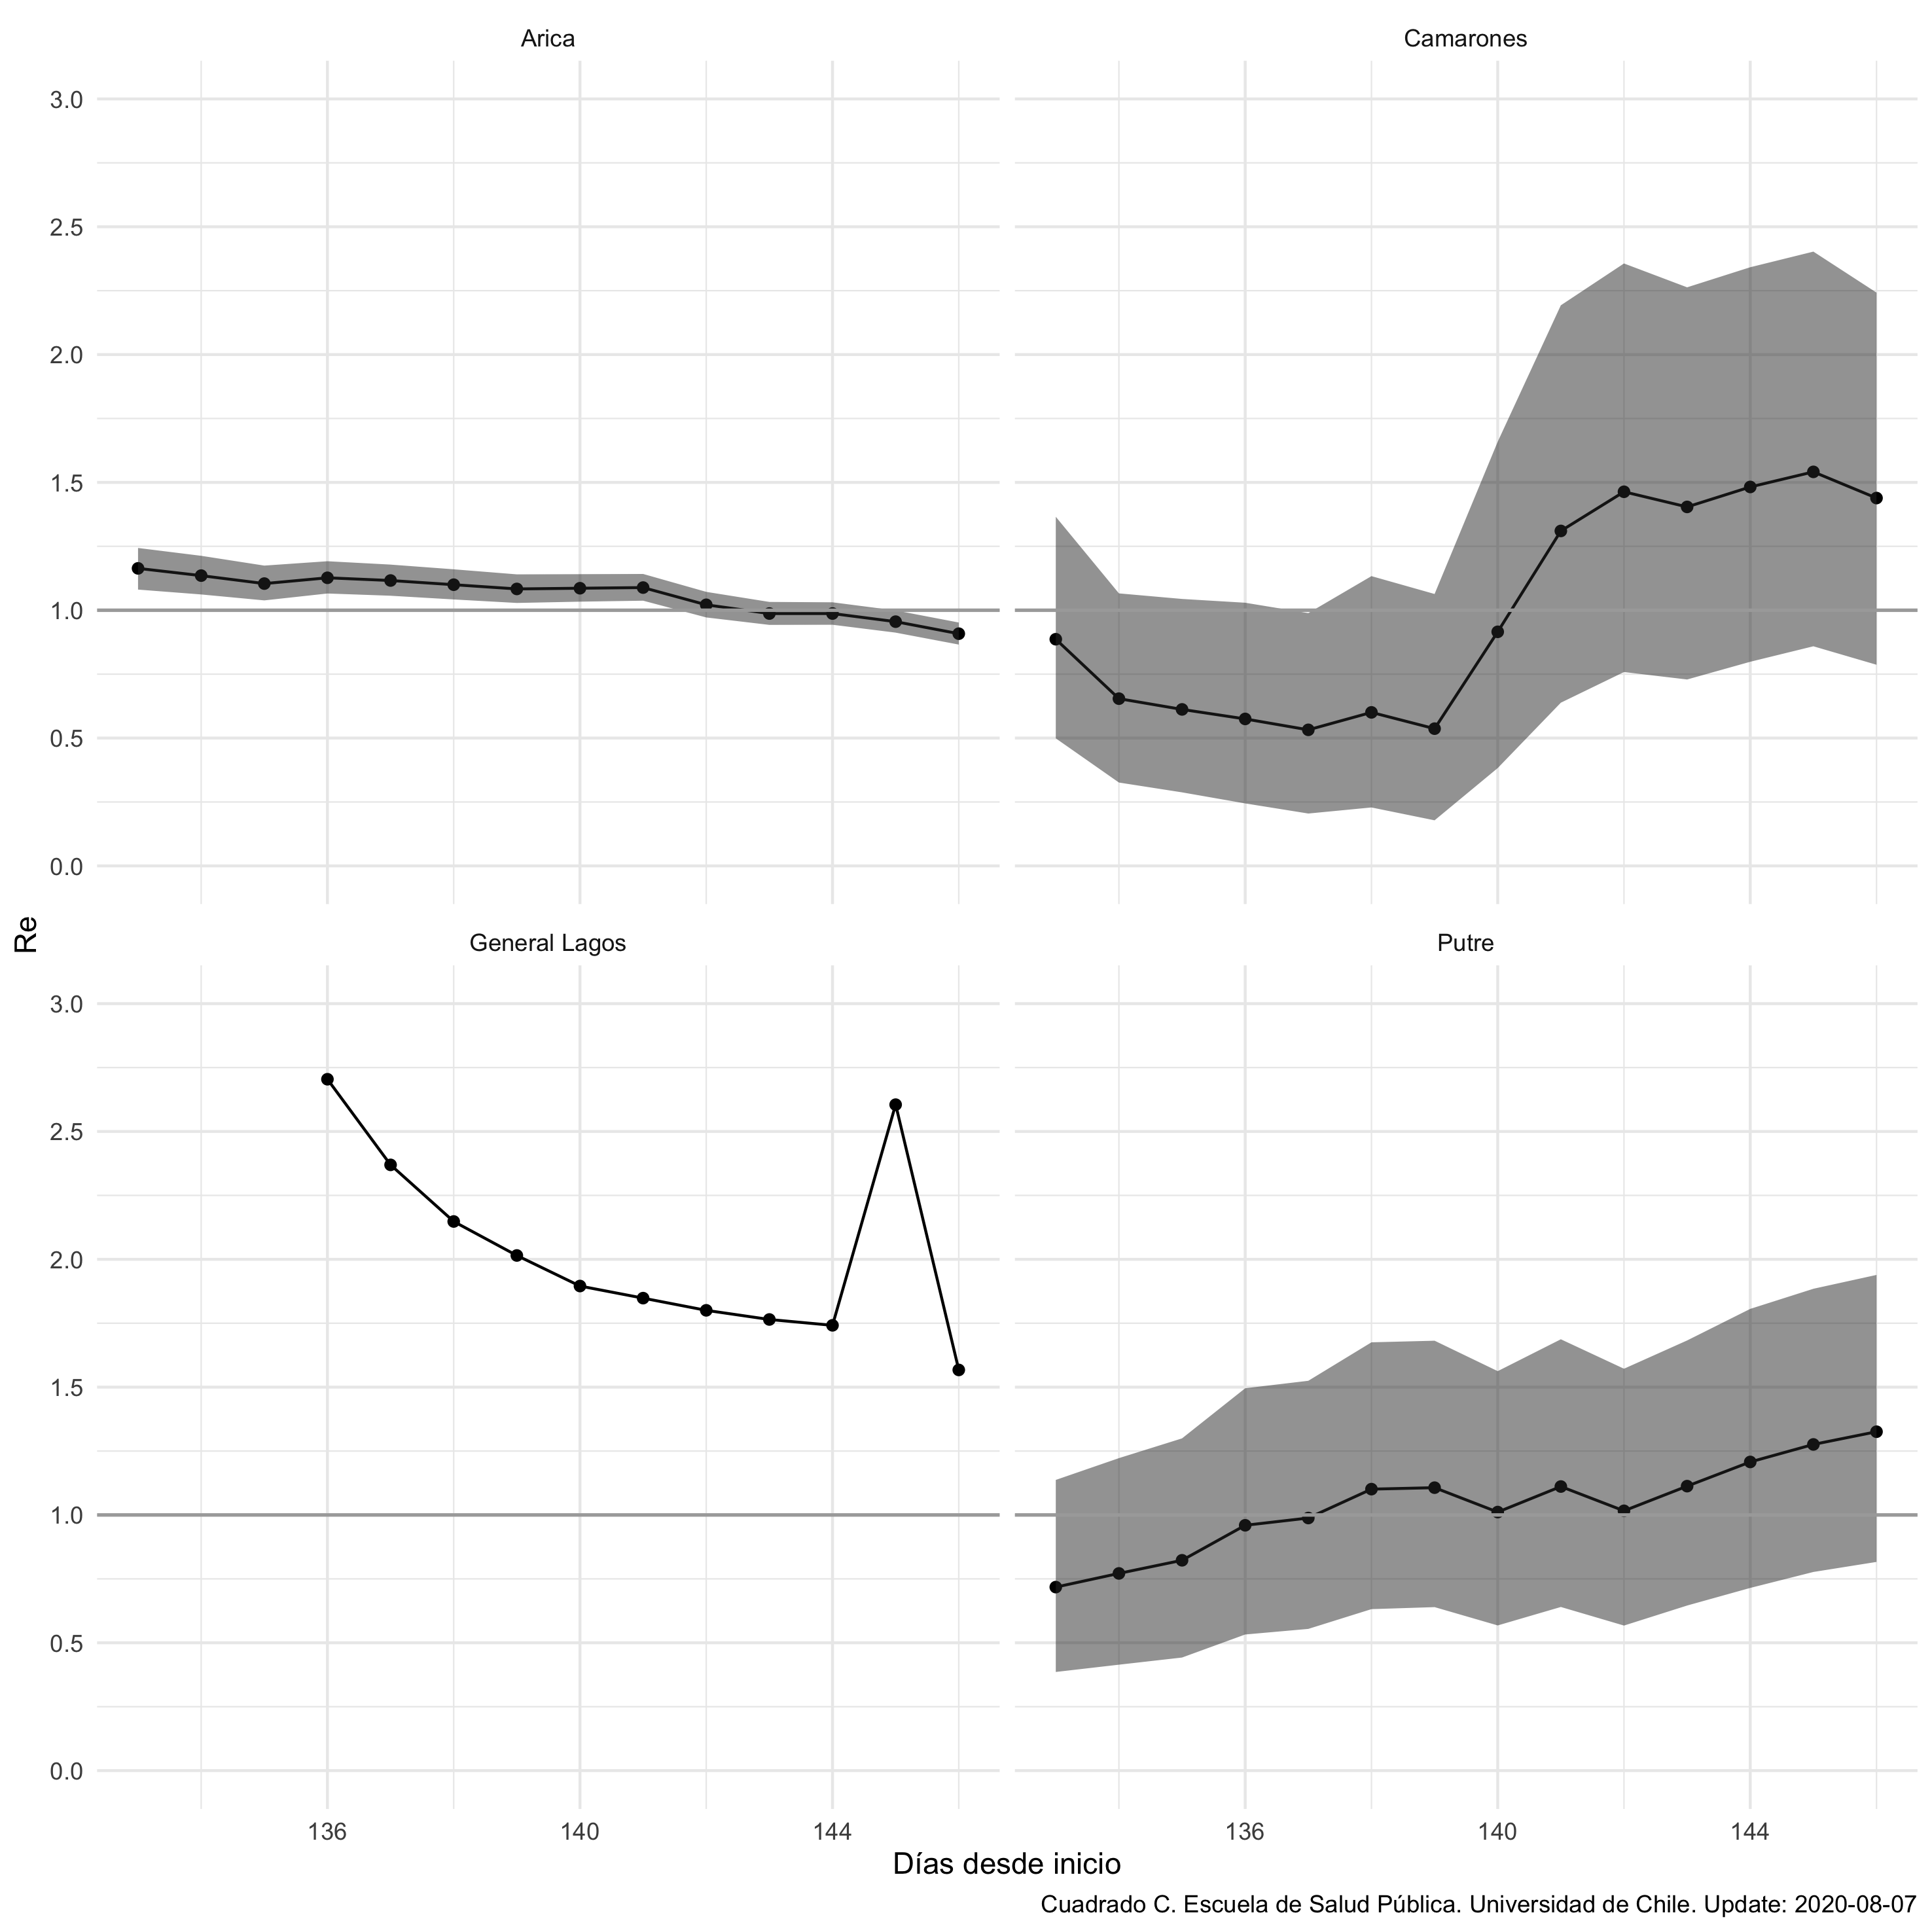 Arica
Camarones
3.0
2.5
2.0
1.5
1.0
0.5
0.0
Re
General Lagos
Putre
3.0
2.5
2.0
1.5
1.0
0.5
0.0
136 140 144
136 140 144
Días desde inicio
Cuadrado C. Escuela de Salud Pública. Universidad de Chile. Update: 2020-08-07